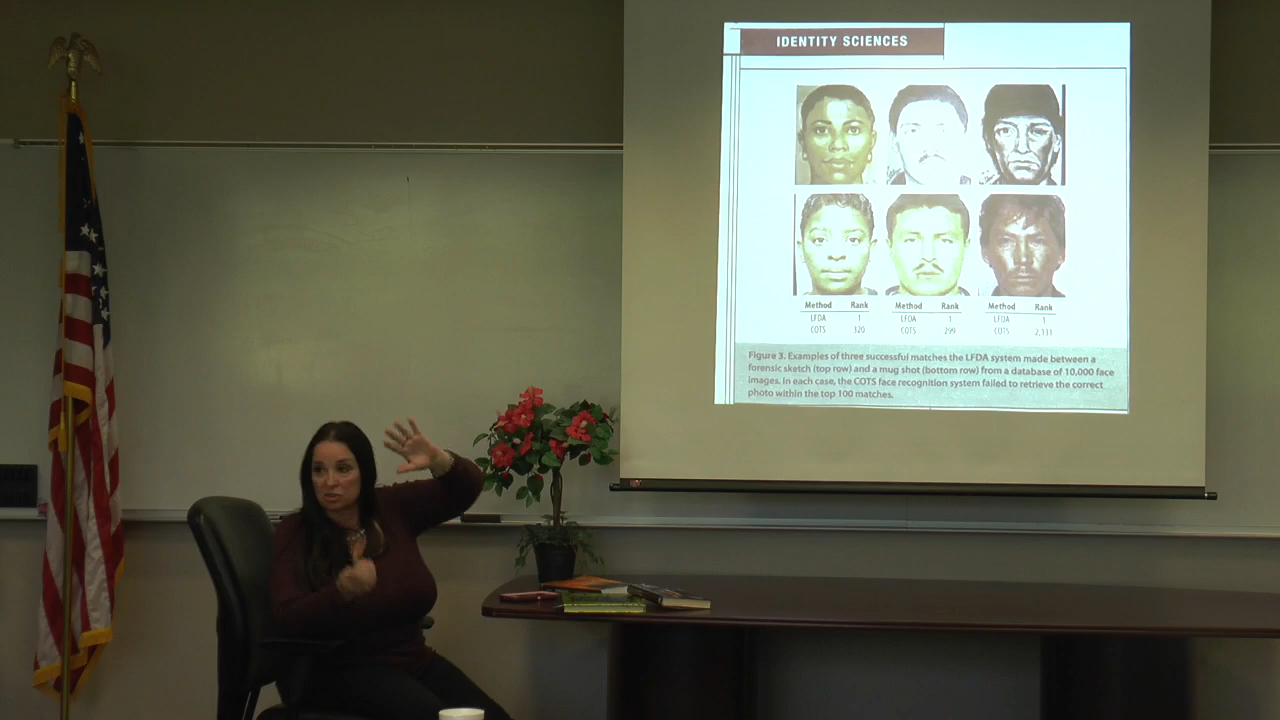 IDENTITY SCIENCES
Method Rank Method Rank Method Rank
LFDA 1 LFDA 1 LFDA 1
COTS 320 COTS 299 COTS 2,131
Figure 3. Examples of three successful matches the LFDA system made between a
forensic sketch (top row) and a mug shot (bottom row) from a database of 10,000 face
images. In each case, the COTS face recognition system failed to retrieve the correct
photo within the top 100 matches.